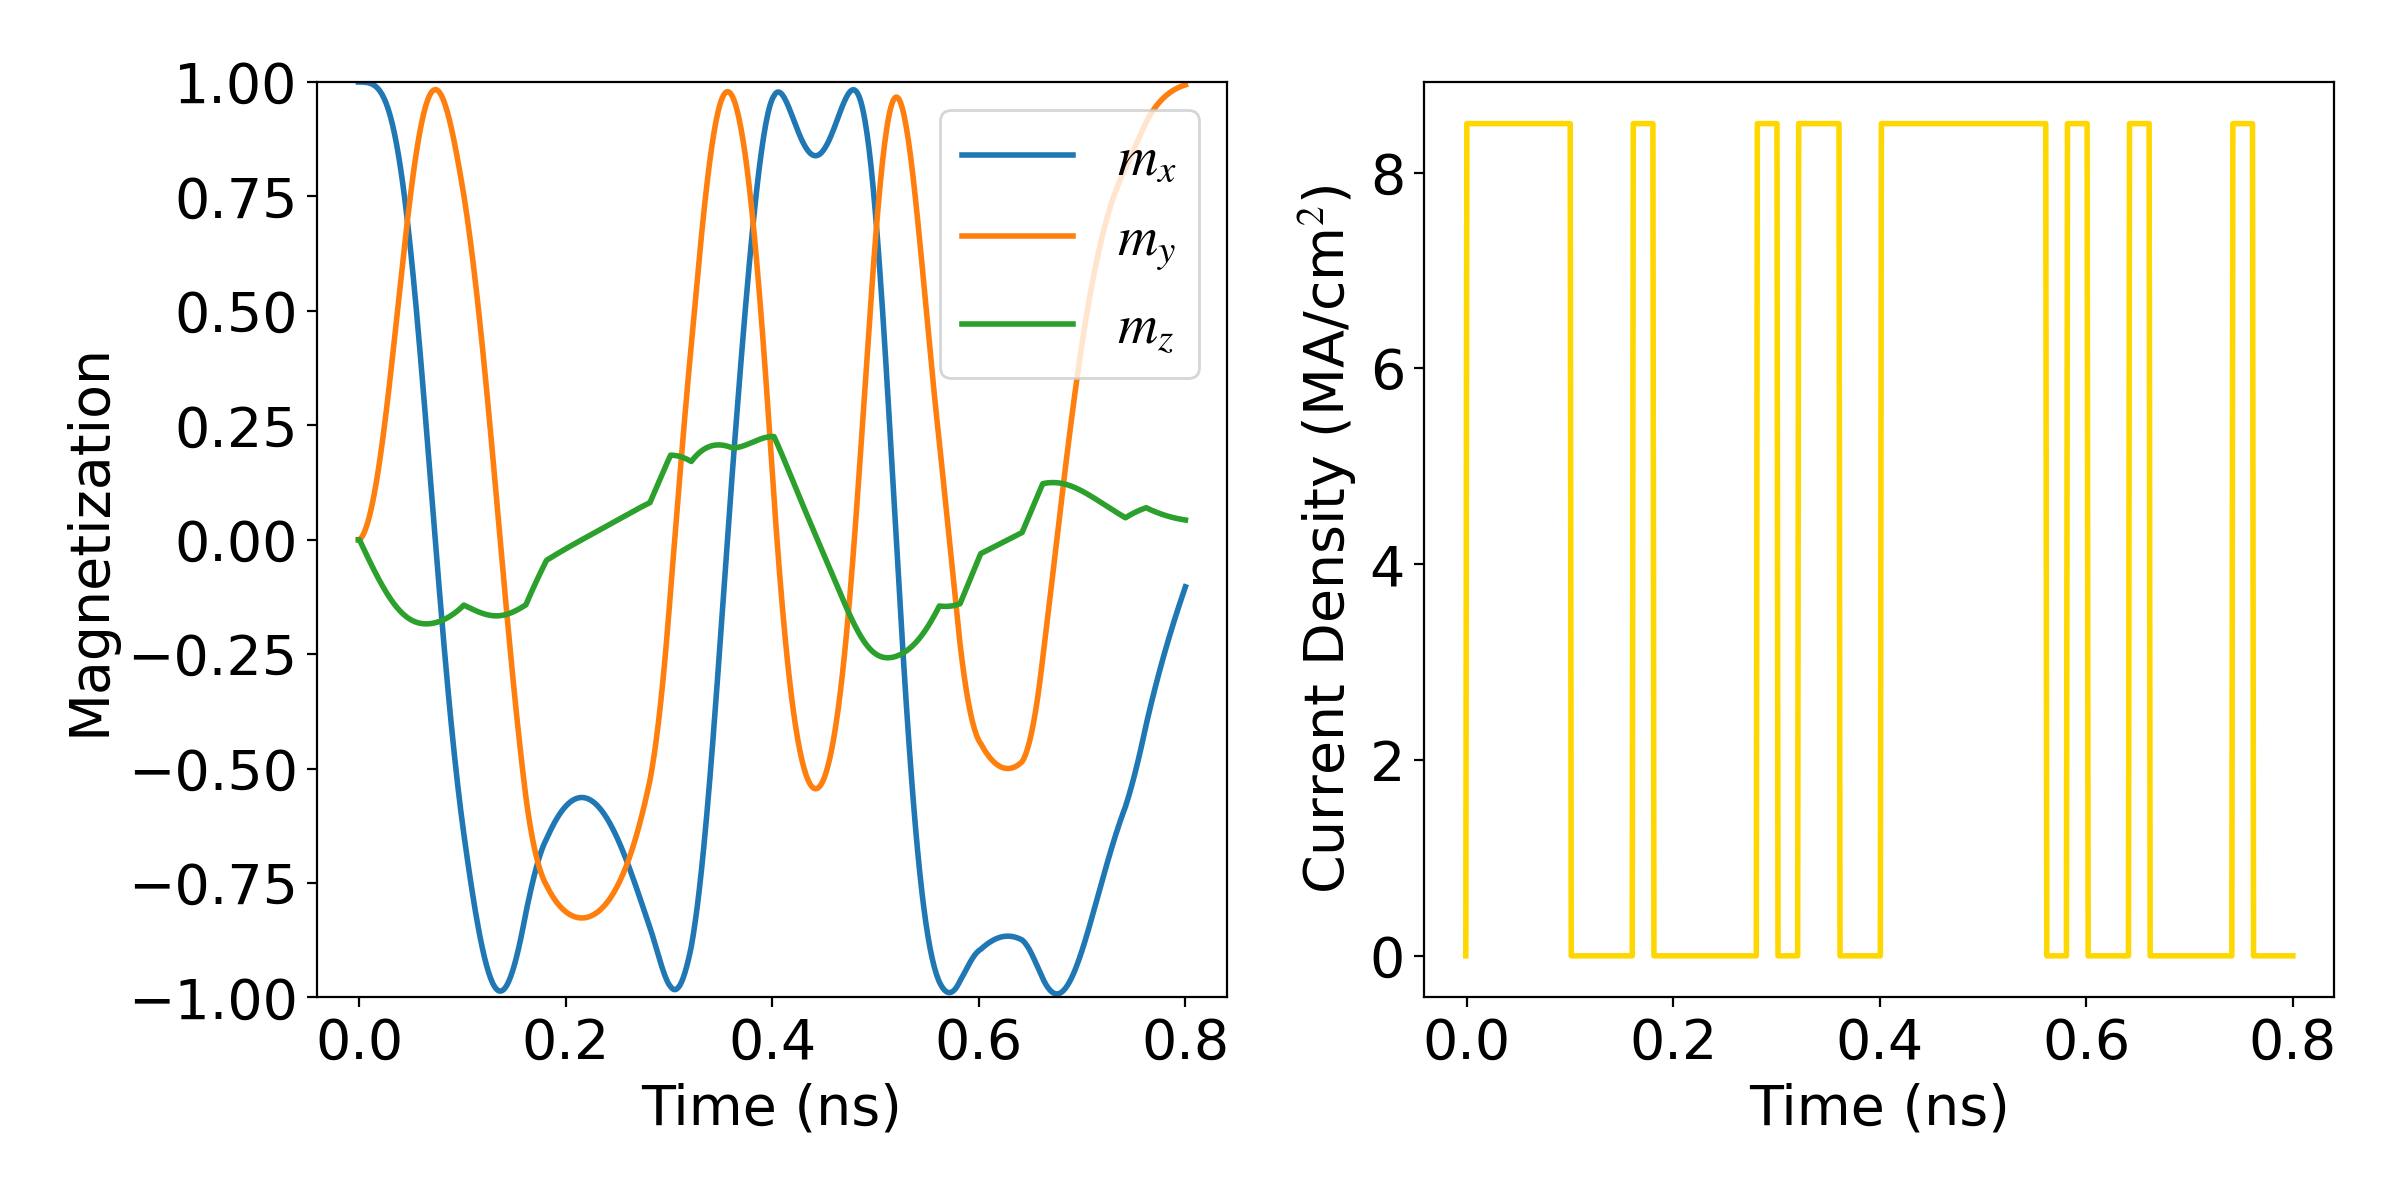 1.00
0.75
0.50
0.25
0.00
−0.25
−0.50
−0.75
−1.00
Magnetization
0.0 0.2 0.4 0.6 0.8
Time (ns)
m_x
m_y
m_z
8
6
4
2
0
Current Density (MA/cm²)
0.0 0.2 0.4 0.6 0.8
Time (ns)